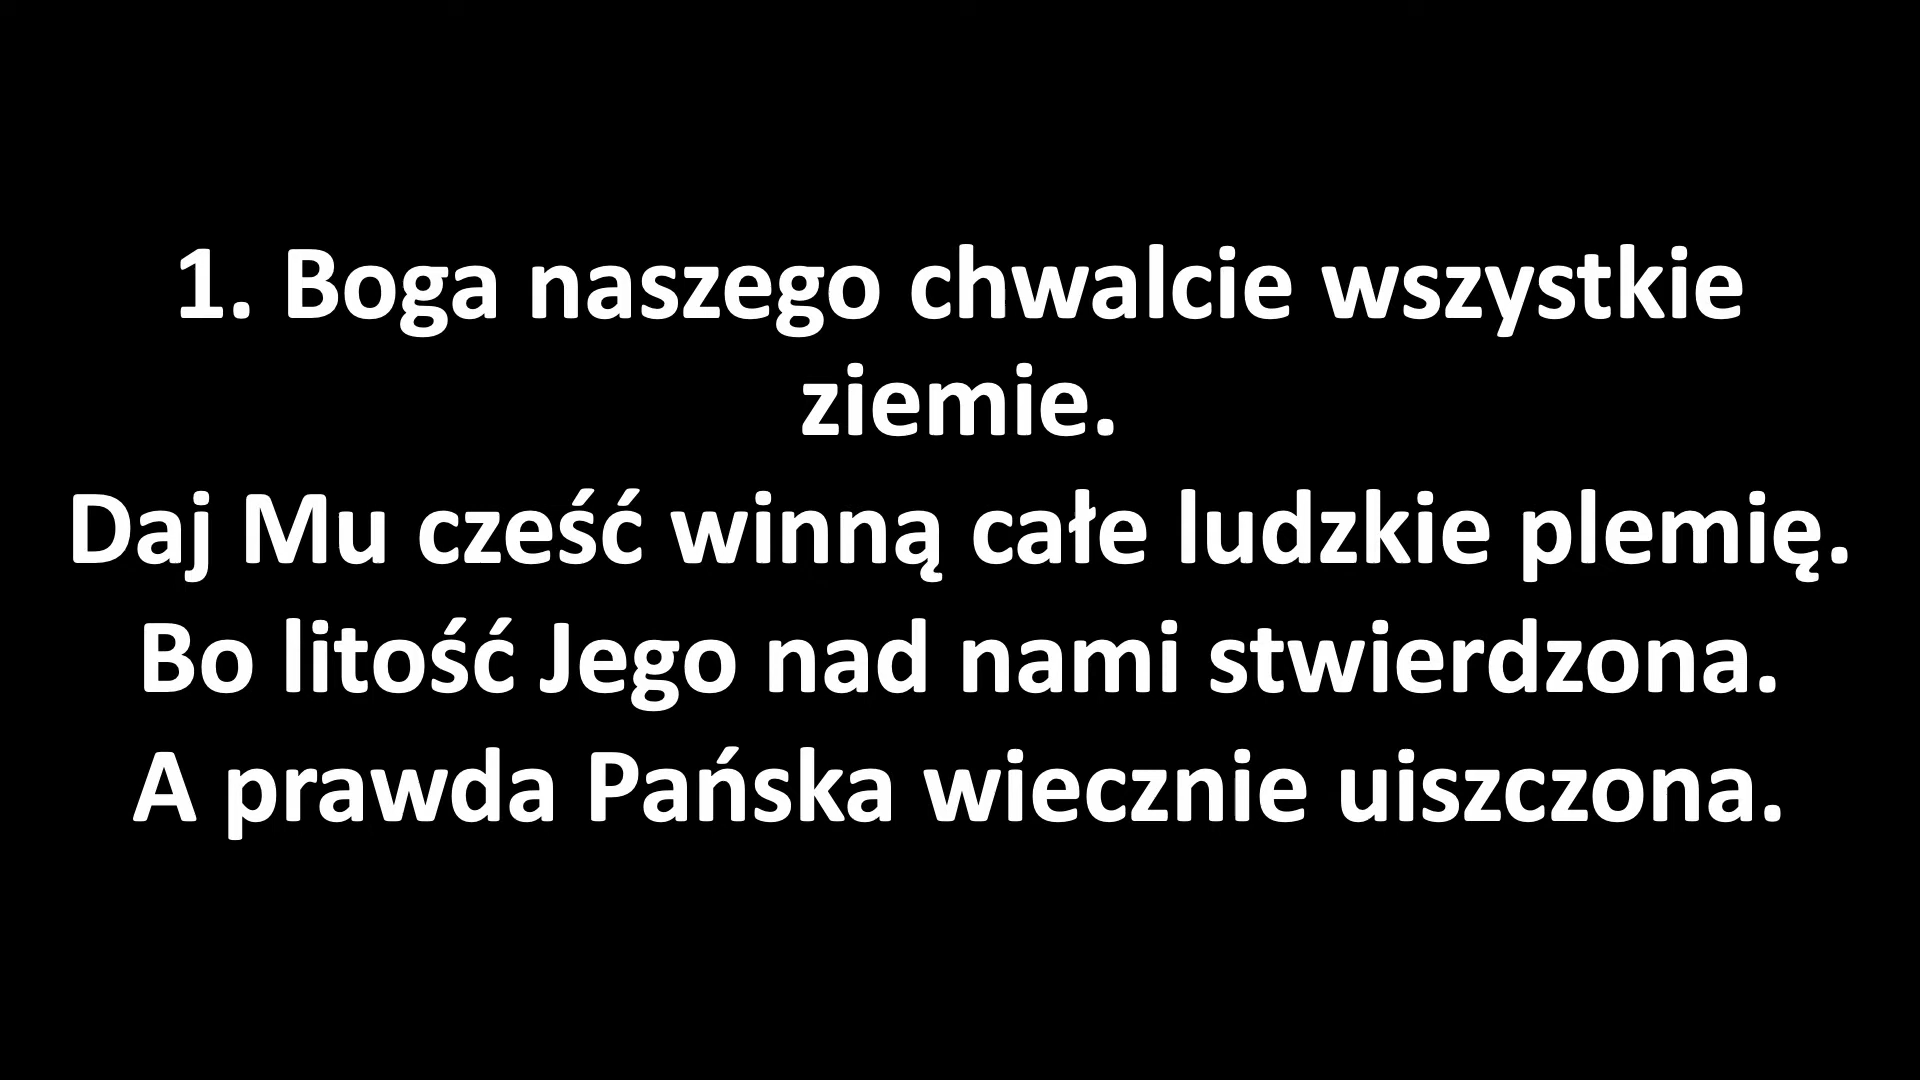 1. Boga naszego chwalcie wszystkie
ziemie.
Daj Mu cześć winną całe ludzkie plemię.
Bo litość Jego nad nami stwierdzona.
A prawda Pańska wiecznie uiszczona.